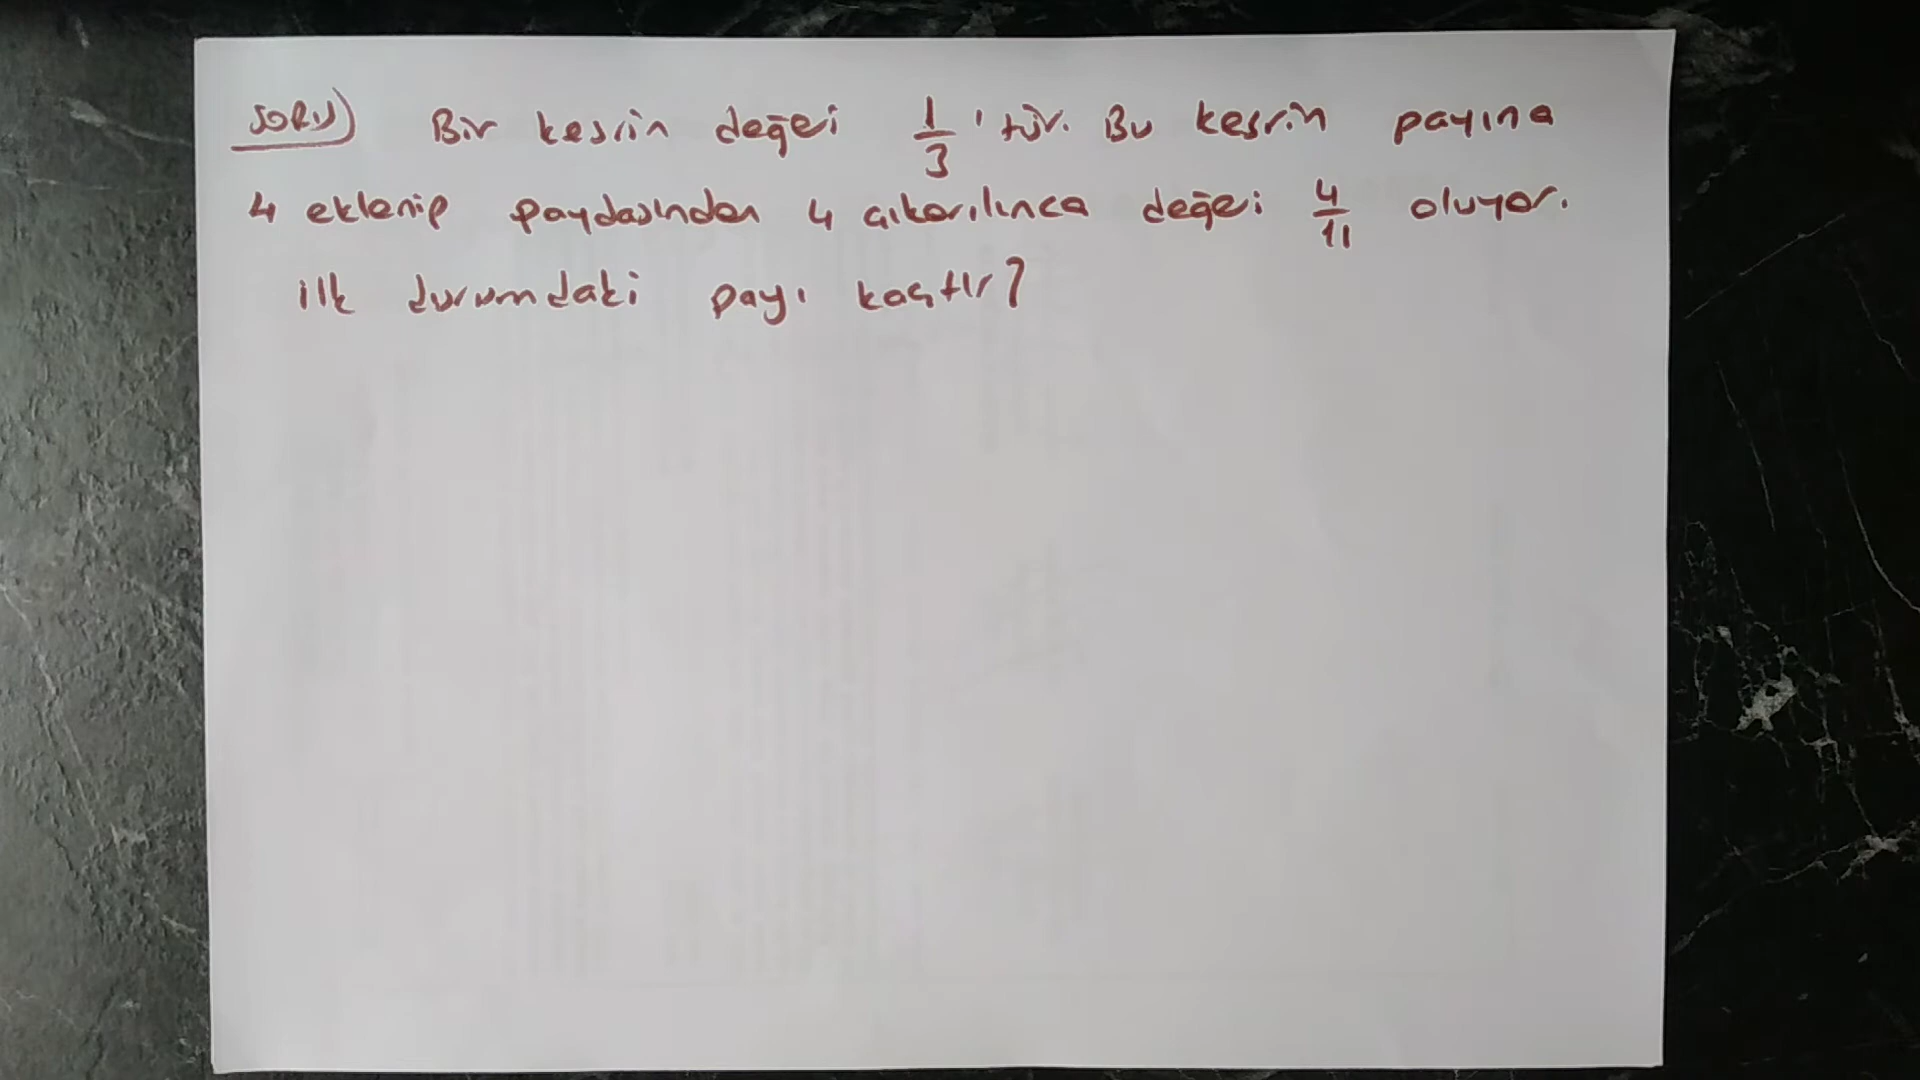 SORU) Bir kesrin değeri 1/3 'tür. Bu kesrin payına
4 eklenip paydasından 4 çıkarılınca değeri 4/11 oluyor.
ilk durumdaki payı kaçtır?